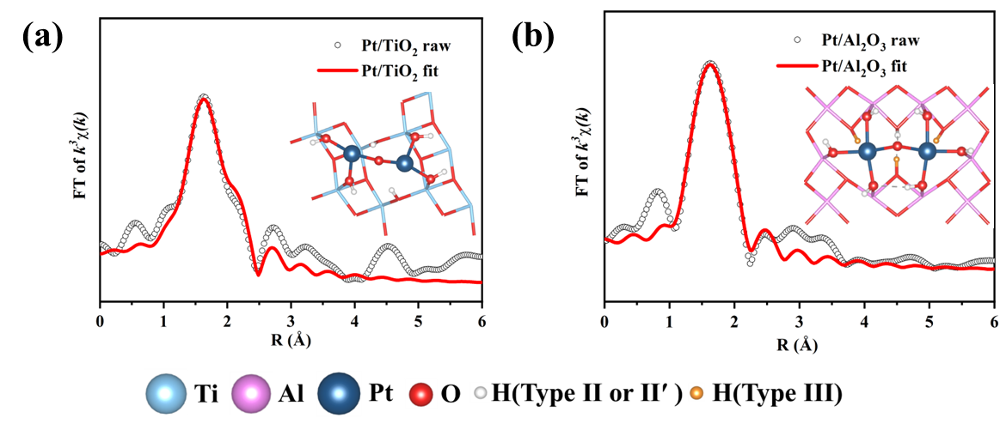 (a)
Pt/TiO₂ raw
Pt/TiO₂ fit
FT of k³χ(k)
0 1 2 3 4 5 6
R (Å)
(b)
Pt/Al₂O₃ raw
Pt/Al₂O₃ fit
FT of k³χ(k)
0 1 2 3 4 5 6
R (Å)
Ti Al Pt O H(Type II or II′ ) H(Type III)